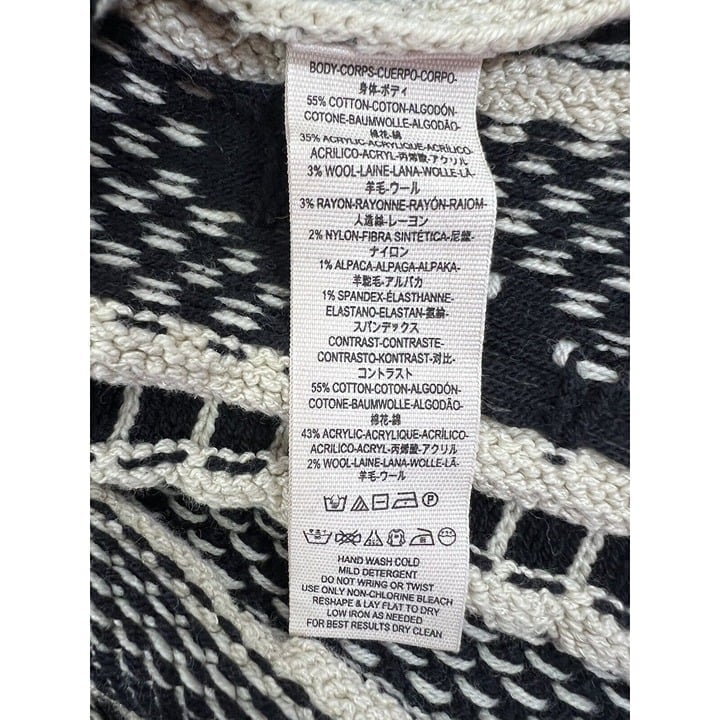 BODY-CORPS-CUERPO-CORPO-
身体-ボディ
55% COTTON-COTON-ALGODÓN-
COTONE-BAUMWOLLE-ALGODÃO-
棉花-綿
35% ACRYLIC-ACRYLIQUE-ACRÍLICO-
ACRILICO-ACRYL-丙烯酸-アクリル
3% WOOL-LAINE-LANA-WOLLE-LÃ-
羊毛-ウール
3% RAYON-RAYONNE-RAYÓN-RAIOM-
人造絲-レーヨン
2% NYLON-FIBRA SINTÉTICA-尼龍-
ナイロン
1% ALPACA-ALPAGA-ALPAKA-
羊駝毛-アルパカ
1% SPANDEX-ÉLASTHANNE-
ELASTANO-ELASTAN-氨綸-
スパンデックス
CONTRAST-CONTRASTE-
CONTRASTO-KONTRAST-对比-
コントラスト
55% COTTON-COTON-ALGODÓN-
COTONE-BAUMWOLLE-ALGODÃO-
棉花-綿
43% ACRYLIC-ACRYLIQUE-ACRÍLICO-
ACRILICO-ACRYL-丙烯酸-アクリル
2% WOOL-LAINE-LANA-WOLLE-LÃ-
羊毛-ウール
P
HAND WASH COLD
MILD DETERGENT
DO NOT WRING OR TWIST
USE ONLY NON-CHLORINE BLEACH
RESHAPE & LAY FLAT TO DRY
LOW IRON AS NEEDED
FOR BEST RESULTS DRY CLEAN